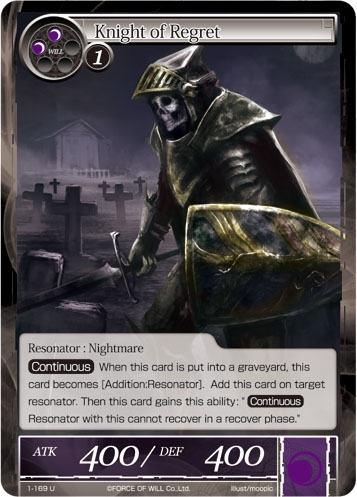 Knight of Regret
WILL
1
Resonator : Nightmare
Continuous When this card is put into a graveyard, this
card becomes [Addition:Resonator]. Add this card on target
resonator. Then this card gains this ability: " Continuous
Resonator with this cannot recover in a recover phase."
ATK 400 / DEF 400
1-169 U ©FORCE OF WILL Co.,Ltd. Illust/moopic